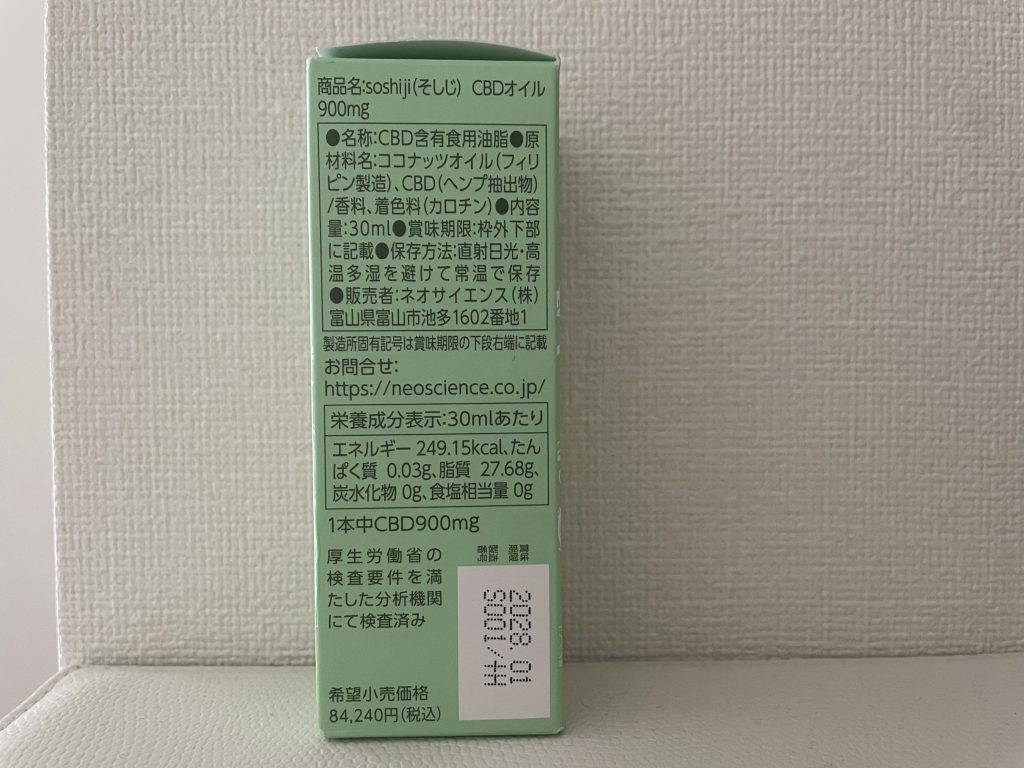 商品名:soshiji(そしじ) CBDオイル
900mg
●名称:CBD含有食用油脂●原
材料名:ココナッツオイル(フィリ
ピン製造)、CBD(ヘンプ抽出物)
/香料、着色料(カロチン)●内容
量:30ml●賞味期限:枠外下部
に記載●保存方法:直射日光・高
温多湿を避けて常温で保存
●販売者:ネオサイエンス(株)
富山県富山市池多1602番地1
製造所固有記号は賞味期限の下段右端に記載
お問合せ:
https://neoscience.co.jp/
栄養成分表示:30mlあたり
エネルギー 249.15kcal、たん
ぱく質 0.03g、脂質 27.68g、
炭水化物 0g、食塩相当量 0g
1本中CBD900mg
厚生労働省の
検査要件を満
たした分析機関
にて検査済み
2028. 01
S001/+H
希望小売価格
84,240円(税込)